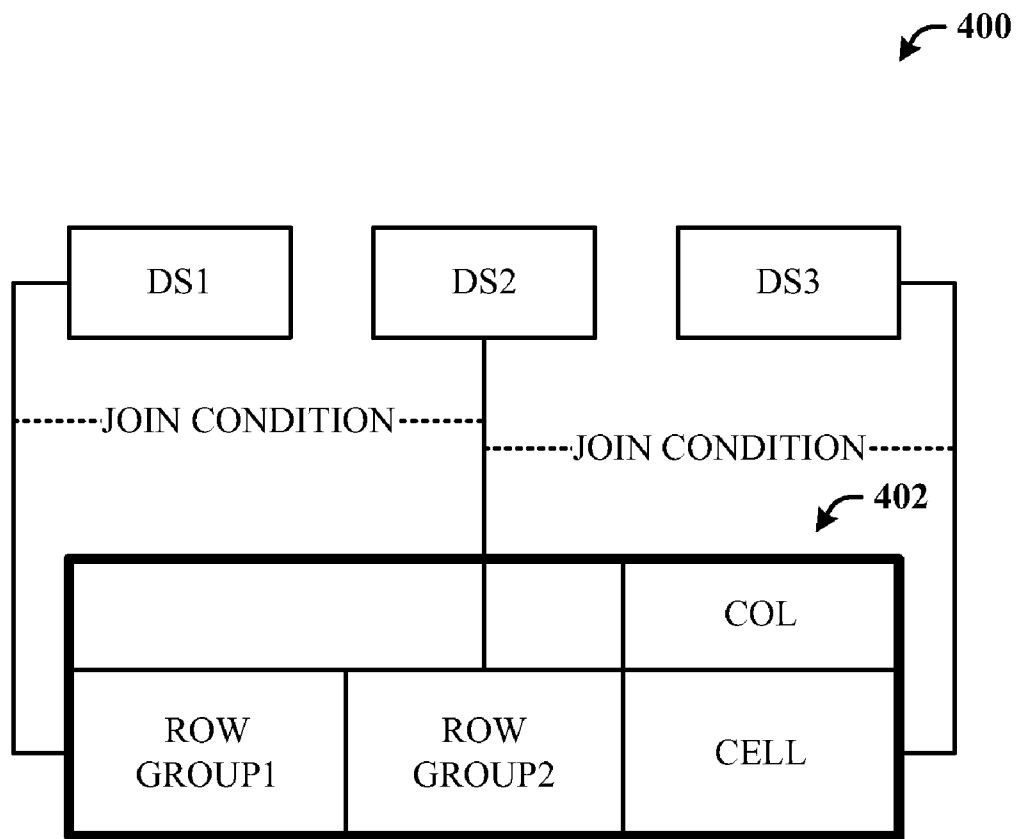 400
DS1
DS2
DS3
JOIN CONDITION
JOIN CONDITION
402
COL
ROW
GROUP1
ROW
GROUP2
CELL